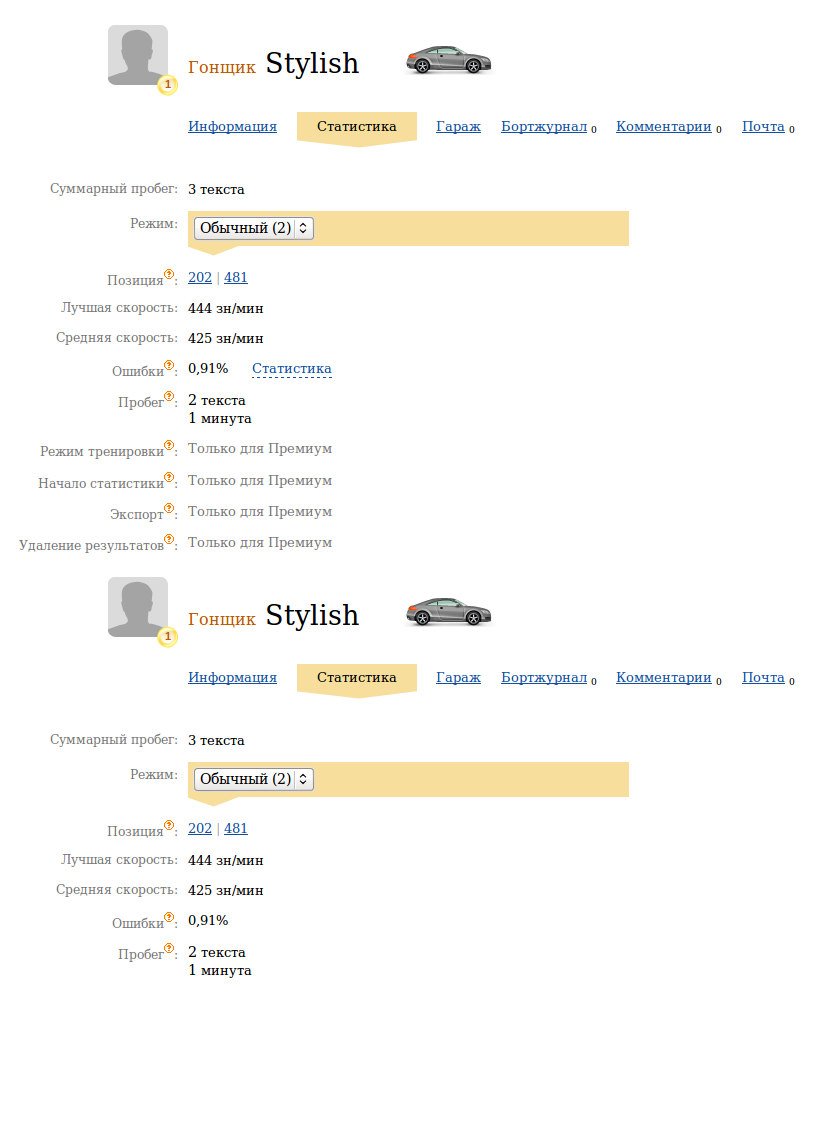 1
Гонщик Stylish
Информация Статистика Гараж Бортжурнал 0 Комментарии 0 Почта 0
Суммарный пробег: 3 текста
Режим: Обычный (2)
Позиция?: 202 | 481
Лучшая скорость: 444 зн/мин
Средняя скорость: 425 зн/мин
Ошибки?: 0,91% Статистика
Пробег?: 2 текста
1 минута
Режим тренировки?: Только для Премиум
Начало статистики?: Только для Премиум
Экспорт?: Только для Премиум
Удаление результатов?: Только для Премиум
1
Гонщик Stylish
Информация Статистика Гараж Бортжурнал 0 Комментарии 0 Почта 0
Суммарный пробег: 3 текста
Режим: Обычный (2)
Позиция?: 202 | 481
Лучшая скорость: 444 зн/мин
Средняя скорость: 425 зн/мин
Ошибки?: 0,91%
Пробег?: 2 текста
1 минута